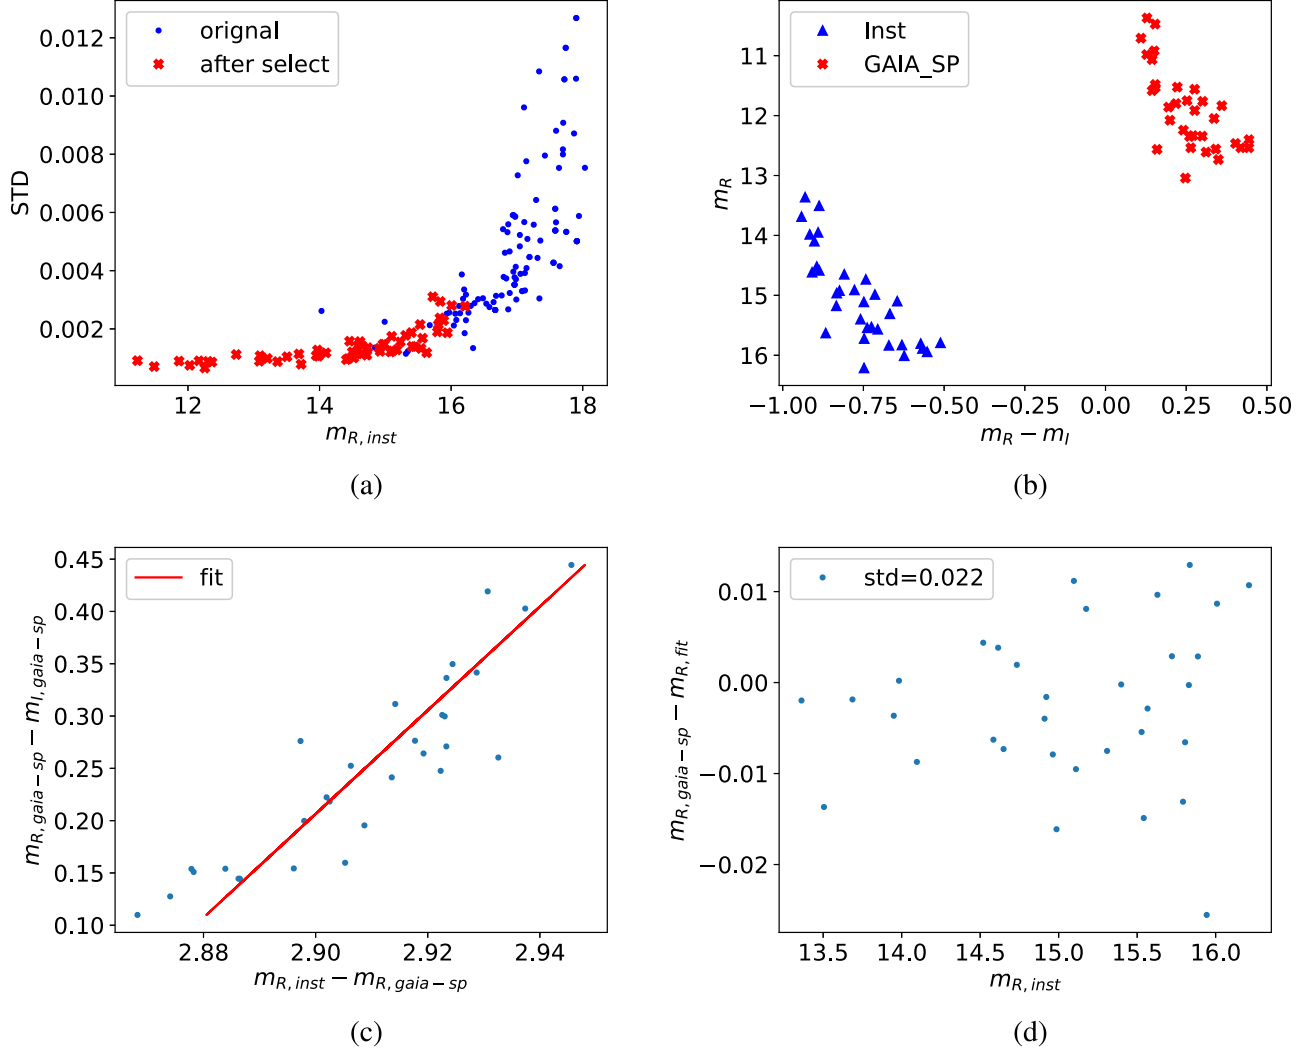 orignal
after select
0.012
0.010
0.008
0.006
0.004
0.002
STD
12 14 16 18
m_{R, inst}
(a)
Inst
GAIA_SP
11
12
13
14
15
16
m_R
−1.00 −0.75 −0.50 −0.25 0.00 0.25 0.50
m_R − m_I
(b)
fit
0.45
0.40
0.35
0.30
0.25
0.20
0.15
0.10
m_{R, gaia−sp} − m_{I, gaia−sp}
2.88 2.90 2.92 2.94
m_{R, inst} − m_{R, gaia−sp}
(c)
std=0.022
0.01
0.00
−0.01
−0.02
m_{R, gaia−sp} − m_{R, fit}
13.5 14.0 14.5 15.0 15.5 16.0
m_{R, inst}
(d)